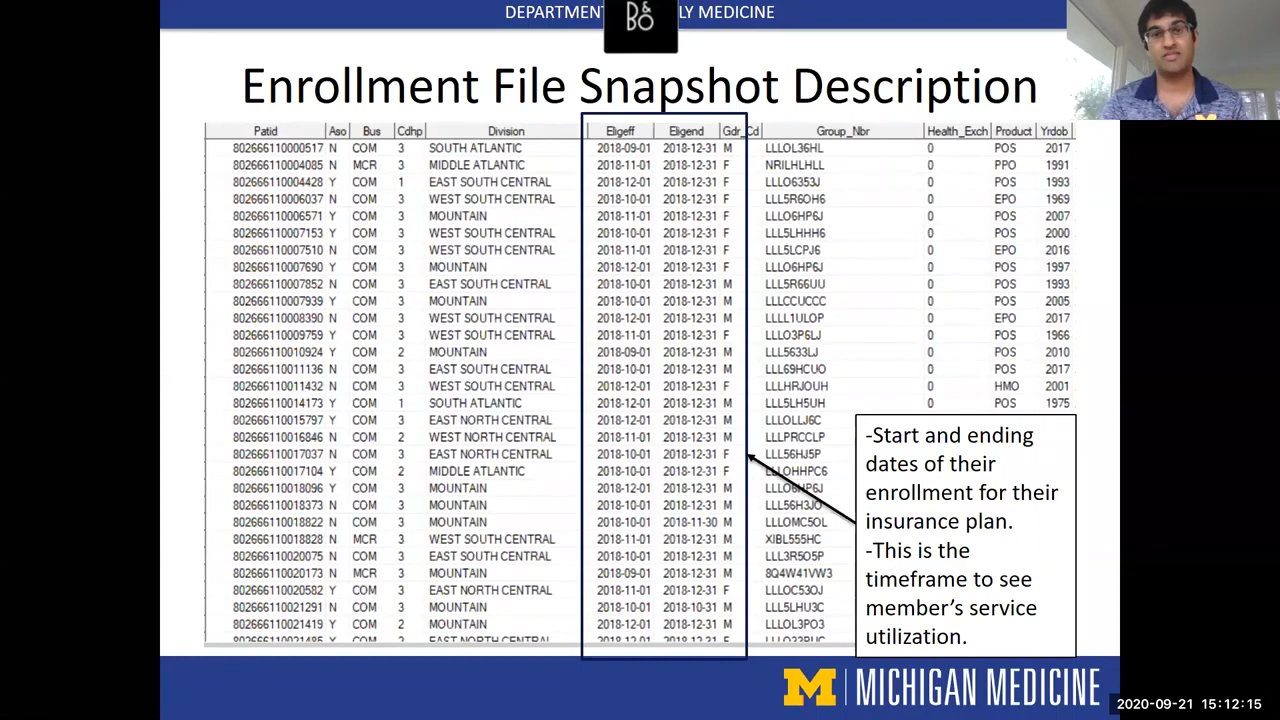 DEPARTMENT LY MEDICINE
D&
BO
Enrollment File Snapshot Description
Patid Aso Bus Cdhp Division Eligeff Eligend Gdr_Cd Group_Nbr Health_Exch Product Yrdob
802666110000517 N COM 3 SOUTH ATLANTIC 2018-09-01 2018-12-31 M LLLOL36HL 0 POS 2017
802666110004085 N MCR 3 MIDDLE ATLANTIC 2018-11-01 2018-12-31 F NRILHLHLL 0 PPO 1991
802666110004428 Y COM 1 EAST SOUTH CENTRAL 2018-12-01 2018-12-31 F LLLO6353J 0 POS 1993
802666110006037 N COM 3 WEST SOUTH CENTRAL 2018-10-01 2018-12-31 F LLL5R6OH6 0 EPO 1969
802666110006571 Y COM 3 MOUNTAIN 2018-11-01 2018-12-31 F LLLO6HP6J 0 POS 2007
802666110007153 Y COM 3 WEST SOUTH CENTRAL 2018-10-01 2018-12-31 F LLL5LHHH6 0 POS 2000
802666110007510 N COM 3 WEST SOUTH CENTRAL 2018-11-01 2018-12-31 F LLL5LCPJ6 0 EPO 2016
802666110007690 Y COM 3 MOUNTAIN 2018-12-01 2018-12-31 F LLLO6HP6J 0 POS 1997
802666110007852 N COM 3 EAST SOUTH CENTRAL 2018-10-01 2018-12-31 M LLL5R66UU 0 POS 1993
802666110007939 Y COM 3 MOUNTAIN 2018-10-01 2018-12-31 M LLLCCUCCC 0 POS 2005
802666110008390 N COM 3 WEST SOUTH CENTRAL 2018-12-01 2018-12-31 M LLLL1ULOP 0 EPO 2017
802666110009759 Y COM 3 WEST SOUTH CENTRAL 2018-11-01 2018-12-31 F LLLO3P6LJ 0 POS 1966
802666110010924 Y COM 2 MOUNTAIN 2018-09-01 2018-12-31 M LLL5633LJ 0 POS 2010
802666110011136 N COM 3 EAST SOUTH CENTRAL 2018-10-01 2018-12-31 M LLL69HCUO 0 POS 2017
802666110011432 N COM 3 WEST SOUTH CENTRAL 2018-12-01 2018-12-31 F LLLHRJOUH 0 HMO 2001
802666110014173 Y COM 1 SOUTH ATLANTIC 2018-12-01 2018-12-31 M LLL5LH5UH 0 POS 1975
802666110015797 Y COM 3 EAST NORTH CENTRAL 2018-12-01 2018-12-31 M LLLOLLJ6C
802666110016846 N COM 2 WEST NORTH CENTRAL 2018-11-01 2018-12-31 M LLLPRCCLP
802666110017037 N COM 3 EAST NORTH CENTRAL 2018-10-01 2018-12-31 F LLL56HJ5P
802666110017104 Y COM 2 MIDDLE ATLANTIC 2018-10-01 2018-12-31 F LLLOHHPC6
802666110018096 Y COM 3 MOUNTAIN 2018-12-01 2018-12-31 M LLLO6HP6J
802666110018373 N COM 3 MOUNTAIN 2018-10-01 2018-12-31 M LLL56H3JO
802666110018822 N COM 3 MOUNTAIN 2018-10-01 2018-11-30 M LLLOMC5OL
802666110018828 N MCR 3 WEST SOUTH CENTRAL 2018-11-01 2018-12-31 M XIBL555HC
802666110020075 N COM 3 EAST SOUTH CENTRAL 2018-10-01 2018-12-31 M LLL3R5O5P
802666110020173 N MCR 3 MOUNTAIN 2018-09-01 2018-12-31 M 8Q4W41VW3
802666110020582 Y COM 3 EAST NORTH CENTRAL 2018-11-01 2018-12-31 F LLLOC53OJ
802666110021291 N COM 3 MOUNTAIN 2018-10-01 2018-10-31 M LLL5LHU3C
802666110021419 N COM 2 MOUNTAIN 2018-12-01 2018-12-31 M LLLOL3PO3
802666110021485 Y COM 2 EAST NORTH CENTRAL 2018-12-01 2018-12-31 F
-Start and ending
dates of their
enrollment for their
insurance plan.
-This is the
timeframe to see
member's service
utilization.
M | MICHIGAN MEDICINE
2020-09-21 15:12:15